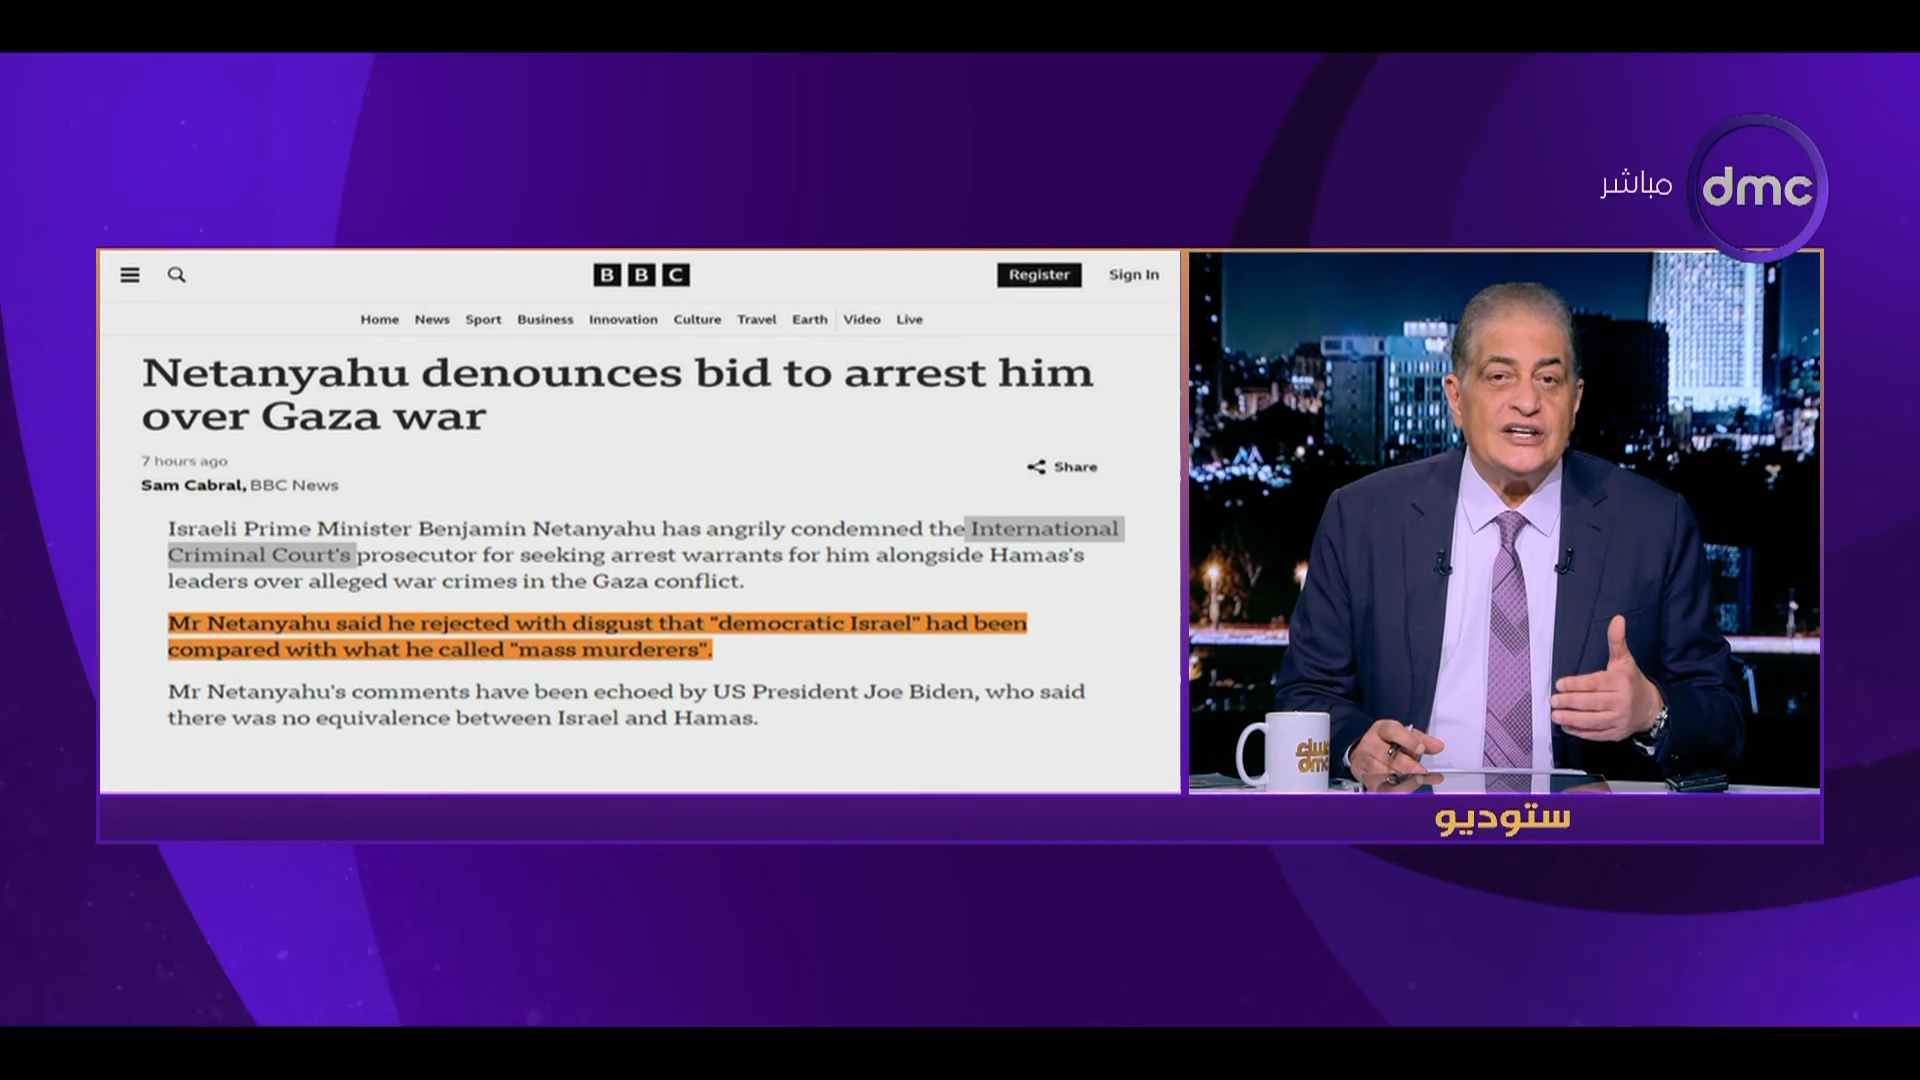 مباشر
dmc
BBC
Register
Sign In
Home News Sport Business Innovation Culture Travel Earth Video Live
Netanyahu denounces bid to arrest him
over Gaza war
7 hours ago
Share
Sam Cabral, BBC News
Israeli Prime Minister Benjamin Netanyahu has angrily condemned the International
Criminal Court's prosecutor for seeking arrest warrants for him alongside Hamas's
leaders over alleged war crimes in the Gaza conflict.
Mr Netanyahu said he rejected with disgust that "democratic Israel" had been
compared with what he called "mass murderers".
Mr Netanyahu's comments have been echoed by US President Joe Biden, who said
there was no equivalence between Israel and Hamas.
مساء
dmc
ستوديو